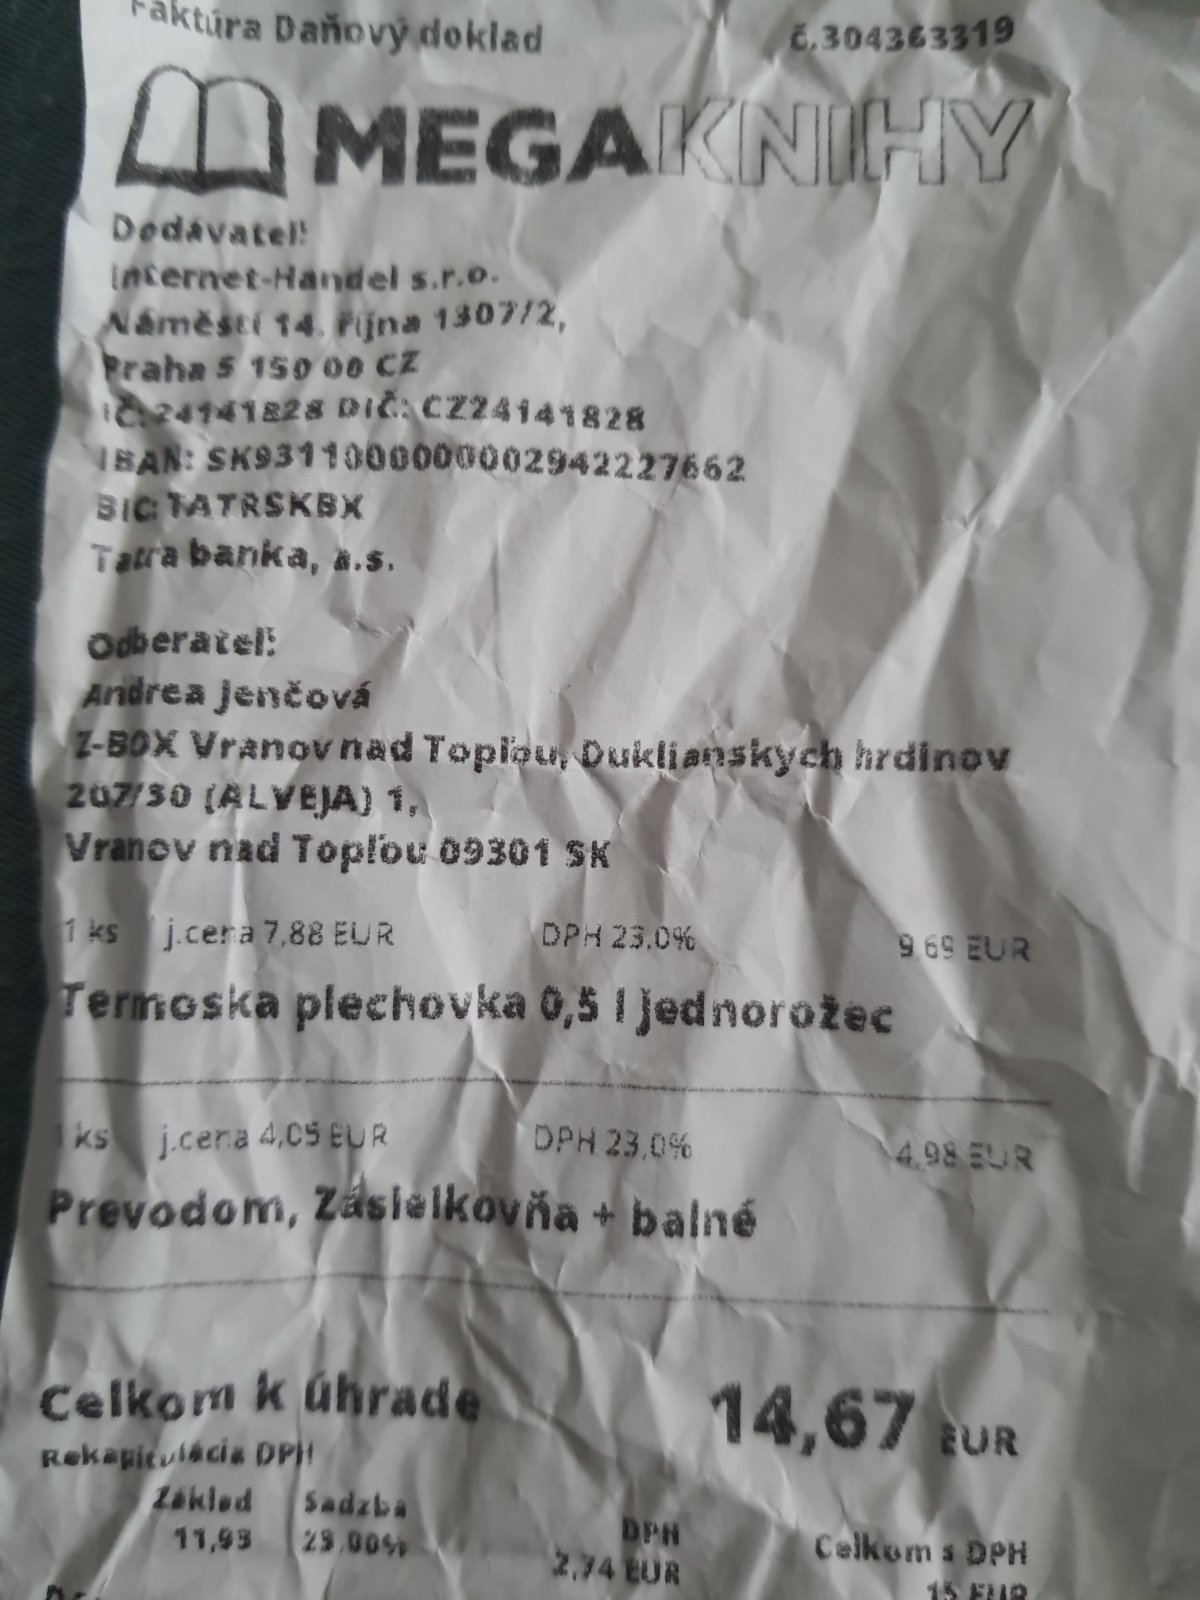 Faktúra Daňový doklad č.304363319
MEGAKNIHY
Dodávateľ:
Internet-Handel s.r.o.
Náměstí 14. října 1307/2,
Praha 5 150 00 CZ
IČ: 24141828 DIČ: CZ24141828
IBAN: SK9311000000002942227662
BIC: TATRSKBX
Tatra banka, a.s.
Odberateľ:
Andrea Jenčová
Z-BOX Vranov nad Topľou, Duklianskych hrdinov
207/30 (ALVEJA) 1,
Vranov nad Topľou 09301 SK
1 ks j.cena 7,88 EUR DPH 23,0% 9,69 EUR
Termoska plechovka 0,5 l Jednorožec
1 ks j.cena 4,05 EUR DPH 23,0% 4,98 EUR
Prevodom, Zásielkovňa + balné
Celkom k úhrade 14,67 EUR
Rekapitulácia DPH
Základ Sadzba DPH Celkom s DPH
11,93 23.00% 2,74 EUR 15 EUR